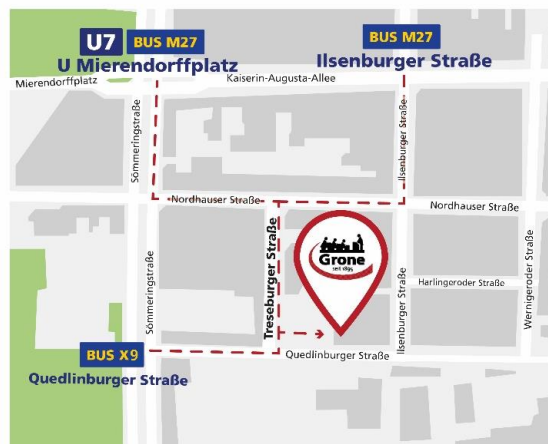 U7 BUS M27
U Mierendorffplatz
BUS M27
Ilsenburger Straße
Mierendorffplatz
Kaiserin-Augusta-Allee
Sömmeringstraße
Ilsenburger Straße
Nordhauser Straße
Nordhauser Straße
Treseburger Straße
Grone
seit 1895
Sömmeringstraße
Ilsenburger Straße
Harlingeroder Straße
Wernigeroder Straße
BUS X9
Quedlinburger Straße
Quedlinburger Straße